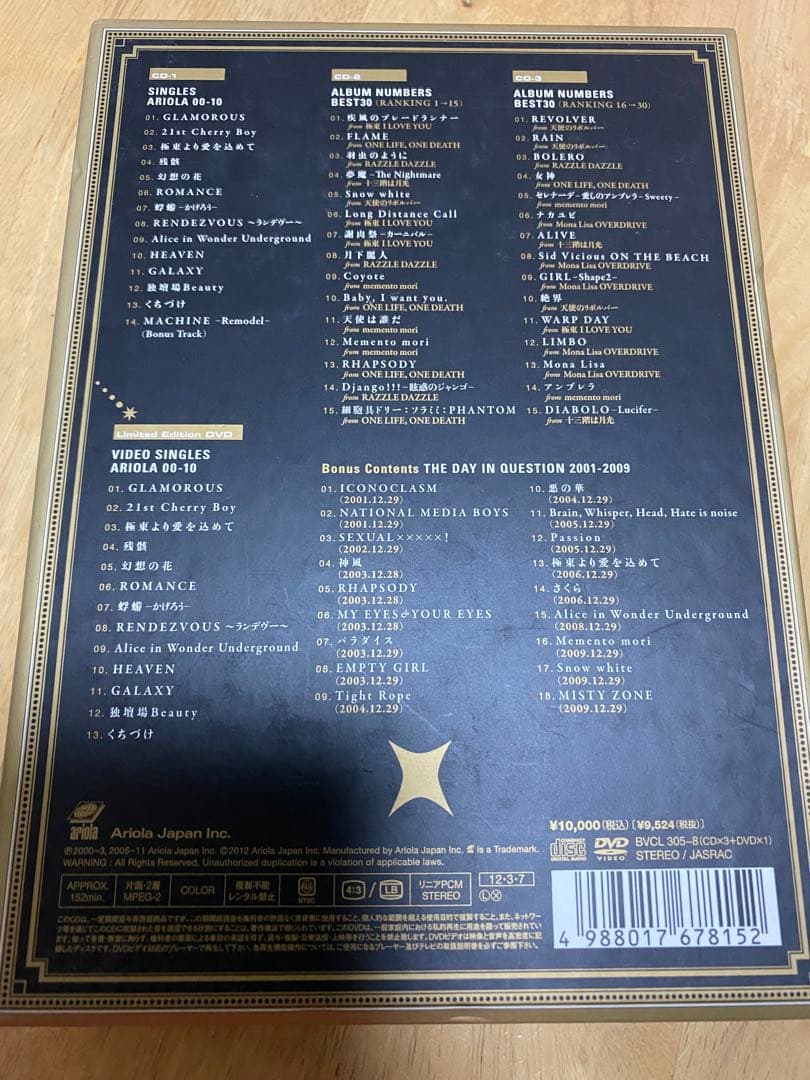 CD-1
SINGLES
ARIOLA 00-10
01. GLAMOROUS
02. 21st Cherry Boy
03. 極東より愛を込めて
04. 残骸
05. 幻想の花
06. ROMANCE
07. 蜉蝣-かげろう-
08. RENDEZVOUS 〜ランデヴー〜
09. Alice in Wonder Underground
10. HEAVEN
11. GALAXY
12. 独壇場Beauty
13. くちづけ
14. MACHINE -Remodel-
(Bonus Track)
CD-2
ALBUM NUMBERS
BEST30 (RANKING 1→15)
01. 疾風のブレードランナー
from 極東 I LOVE YOU
02. FLAME
from ONE LIFE, ONE DEATH
03. 羽虫のように
from RAZZLE DAZZLE
04. 夢魔-The Nightmare
from 十三階は月光
05. Snow white
from 天使のリボルバー
06. Long Distance Call
from 極東 I LOVE YOU
07. 謝肉祭-カーニバル-
from 極東 I LOVE YOU
08. 月下麗人
from RAZZLE DAZZLE
09. Coyote
from memento mori
10. Baby, I want you.
from ONE LIFE, ONE DEATH
11. 天使は誰だ
from memento mori
12. Memento mori
from memento mori
13. RHAPSODY
from ONE LIFE, ONE DEATH
14. Django!!!-眩惑のジャンゴ-
from RAZZLE DAZZLE
15. 細胞具ドリー:ソラミミ:PHANTOM
from ONE LIFE, ONE DEATH
CD-3
ALBUM NUMBERS
BEST30 (RANKING 16→30)
01. REVOLVER
from 天使のリボルバー
02. RAIN
from 天使のリボルバー
03. BOLERO
from RAZZLE DAZZLE
04. 女神
from ONE LIFE, ONE DEATH
05. セレナーデ-愛しのアンブレラ-Sweety-
from memento mori
06. ナカユビ
from Mona Lisa OVERDRIVE
07. ALIVE
from 十三階は月光
08. Sid Vicious ON THE BEACH
from Mona Lisa OVERDRIVE
09. GIRL-Shape2-
from Mona Lisa OVERDRIVE
10. 絶界
from 天使のリボルバー
11. WARP DAY
from 極東 I LOVE YOU
12. LIMBO
from Mona Lisa OVERDRIVE
13. Mona Lisa
from Mona Lisa OVERDRIVE
14. アンブレラ
from memento mori
15. DIABOLO-Lucifer-
from 十三階は月光
Limited Edition DVD
VIDEO SINGLES
ARIOLA 00-10
01. GLAMOROUS
02. 21st Cherry Boy
03. 極東より愛を込めて
04. 残骸
05. 幻想の花
06. ROMANCE
07. 蜉蝣-かげろう-
08. RENDEZVOUS 〜ランデヴー〜
09. Alice in Wonder Underground
10. HEAVEN
11. GALAXY
12. 独壇場Beauty
13. くちづけ
Bonus Contents THE DAY IN QUESTION 2001-2009
01. ICONOCLASM
(2001.12.29)
02. NATIONAL MEDIA BOYS
(2001.12.29)
03. SEXUAL×××××!
(2002.12.29)
04. 神風
(2003.12.28)
05. RHAPSODY
(2003.12.28)
06. MY EYES & YOUR EYES
(2003.12.28)
07. パラダイス
(2003.12.29)
08. EMPTY GIRL
(2003.12.29)
09. Tight Rope
(2004.12.29)
10. 悪の華
(2004.12.29)
11. Brain, Whisper, Head, Hate is noise
(2005.12.29)
12. Passion
(2005.12.29)
13. 極東より愛を込めて
(2006.12.29)
14. さくら
(2006.12.29)
15. Alice in Wonder Underground
(2008.12.29)
16. Memento mori
(2009.12.29)
17. Snow white
(2009.12.29)
18. MISTY ZONE
(2009.12.29)
ariola
Ariola Japan Inc.
℗2000-3, 2005-11 Ariola Japan Inc. ©2012 Ariola Japan Inc. Manufactured by Ariola Japan Inc. is a Trademark.
WARNING : All Rights Reserved. Unauthorized duplication is a violation of applicable laws.
¥10,000(税込) [¥9,524(税抜)]
COMPACT disc DIGITAL AUDIO
DVD VIDEO
BVCL 305-8(CD×3+DVD×1)
STEREO / JASRAC
APPROX. 152min.
片面・2層 MPEG-2
COLOR
複製不能 レンタル禁止
ALL NTSC
4:3 / LB
リニアPCM STEREO
12・3・7
Ⓛ Ⓧ
4 988017 678152